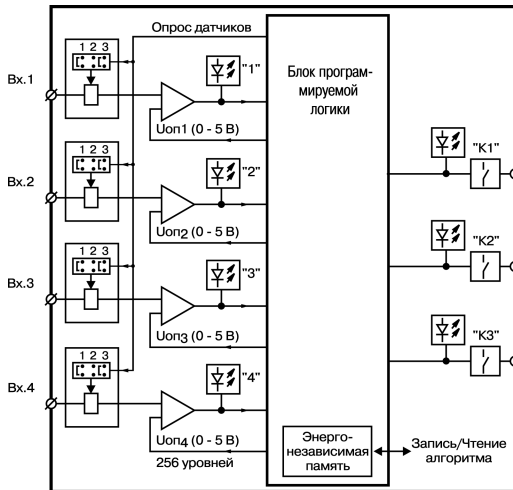 Опрос датчиков
1 2 3
Вх.1
"1"
Uоп1 (0 - 5 В)
1 2 3
Вх.2
"2"
Uоп2 (0 - 5 В)
1 2 3
Вх.3
"3"
Uоп3 (0 - 5 В)
1 2 3
Вх.4
"4"
Uоп4 (0 - 5 В)
256 уровней
Блок програм-
мируемой
логики
Энерго-
независимая
память
"К1"
"К2"
"К3"
Запись/Чтение
алгоритма